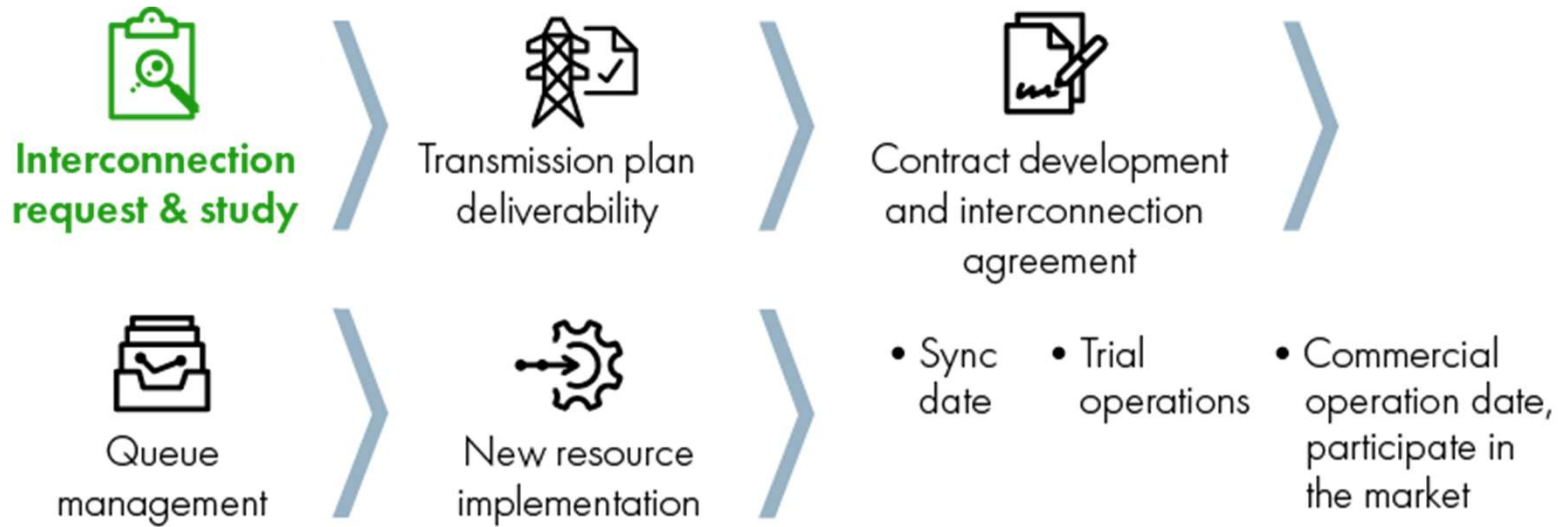 Interconnection
request & study
Transmission plan
deliverability
Contract development
and interconnection
agreement
Queue
management
New resource
implementation
• Sync
date
• Trial
operations
• Commercial
operation date,
participate in
the market